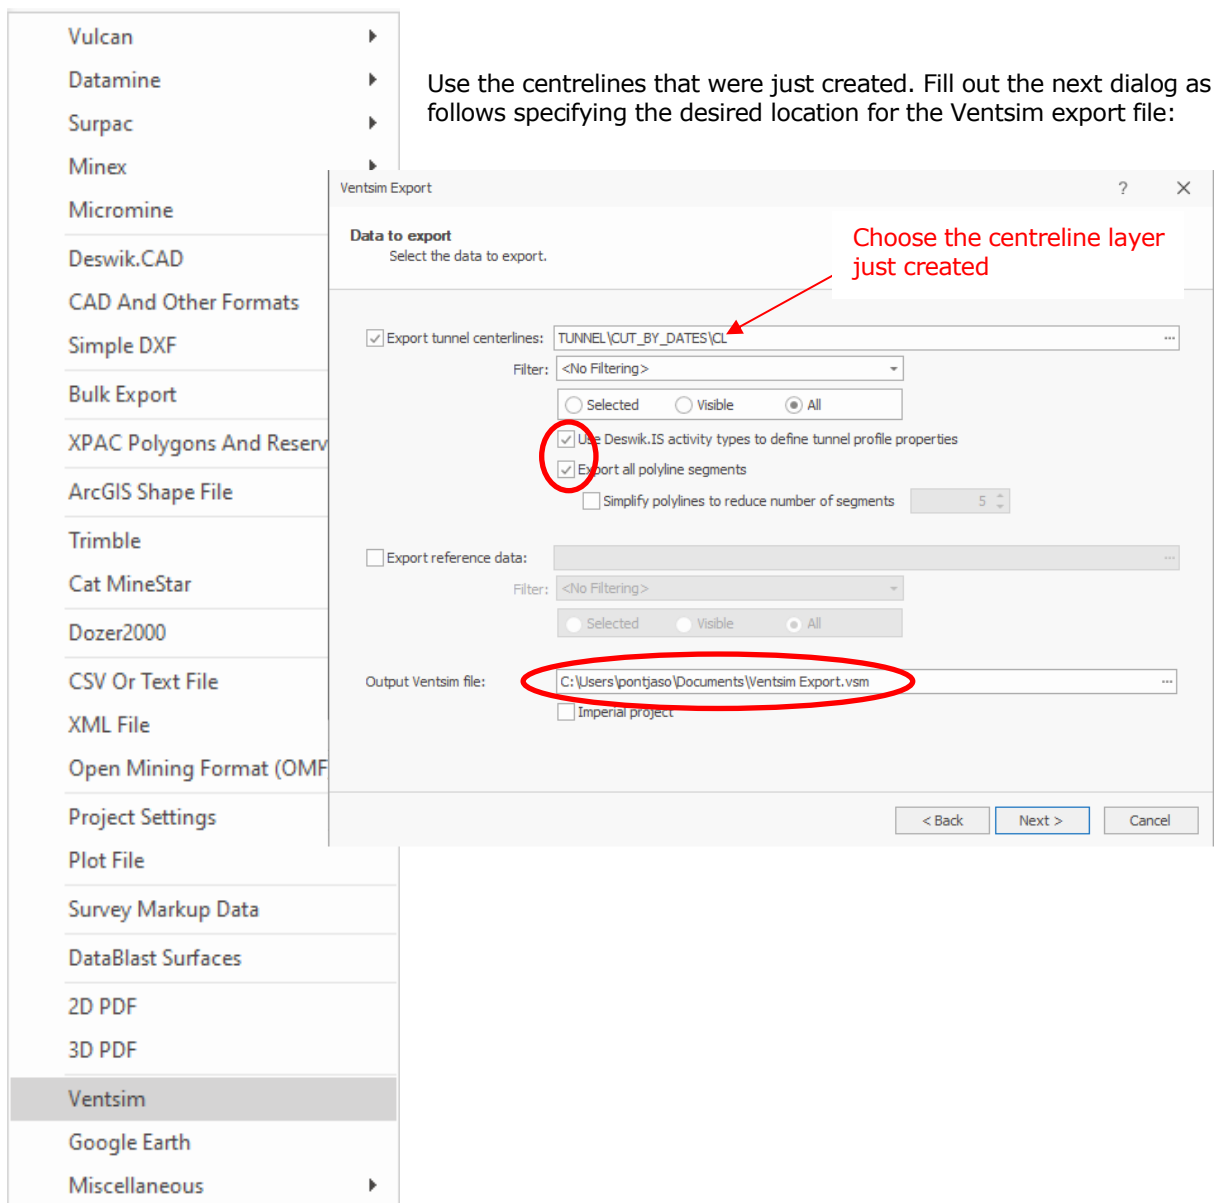 Vulcan
Datamine
Surpac
Minex
Micromine
Deswik.CAD
CAD And Other Formats
Simple DXF
Bulk Export
XPAC Polygons And Reserv
ArcGIS Shape File
Trimble
Cat MineStar
Dozer2000
CSV Or Text File
XML File
Open Mining Format (OMF
Project Settings
Plot File
Survey Markup Data
DataBlast Surfaces
2D PDF
3D PDF
Ventsim
Google Earth
Miscellaneous
Use the centrelines that were just created. Fill out the next dialog as
follows specifying the desired location for the Ventsim export file:
Ventsim Export
Data to export
Select the data to export.
Choose the centreline layer
just created
Export tunnel centerlines: TUNNEL\CUT_BY_DATES\CL
Filter: <No Filtering>
Selected Visible All
Use Deswik.IS activity types to define tunnel profile properties
Export all polyline segments
Simplify polylines to reduce number of segments 5
Export reference data:
Filter: <No Filtering>
Selected Visible All
Output Ventsim file: C:\Users\pontjaso\Documents\Ventsim Export.vsm
Imperial project
< Back Next > Cancel